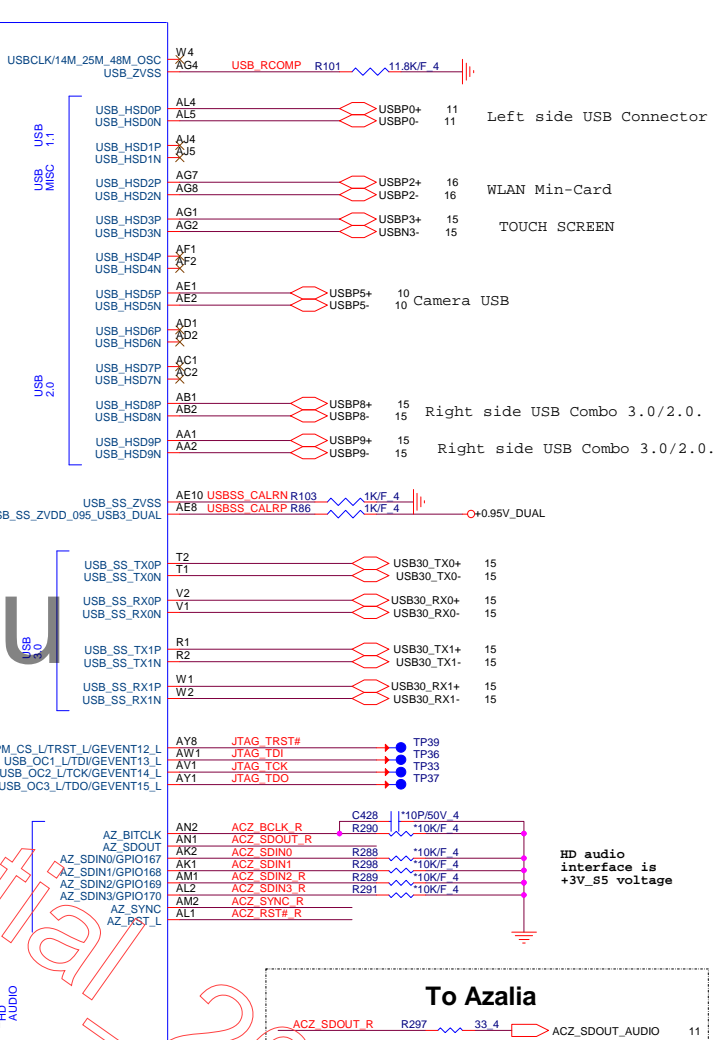 USBCLK/14M_25M_48M_OSC W4
USB_ZVSS AG4 USB_RCOMP R101 11.8K/F_4
USB_HSD0P AL4 USBP0+ 11
USB_HSD0N AL5 USBP0- 11
Left side USB Connector
USB 1.1
USB_HSD1P AJ4
USB_HSD1N AJ5
USB MISC
USB_HSD2P AG7 USBP2+ 16
USB_HSD2N AG8 USBP2- 16
WLAN Min-Card
USB_HSD3P AG1 USBP3+ 15
USB_HSD3N AG2 USBN3- 15
TOUCH SCREEN
USB_HSD4P AF1
USB_HSD4N AF2
USB_HSD5P AE1 USBP5+ 10
USB_HSD5N AE2 USBP5- 10
Camera USB
USB_HSD6P AD1
USB_HSD6N AD2
USB_HSD7P AC1
USB_HSD7N AC2
USB 2.0
USB_HSD8P AB1 USBP8+ 15
USB_HSD8N AB2 USBP8- 15
Right side USB Combo 3.0/2.0.
USB_HSD9P AA1 USBP9+ 15
USB_HSD9N AA2 USBP9- 15
Right side USB Combo 3.0/2.0.
USB_SS_ZVSS AE10 USBSS_CALRN R103 1K/F_4
SB_SS_ZVDD_095_USB3_DUAL AE8 USBSS_CALRP R86 1K/F_4 +0.95V_DUAL
USB_SS_TX0P T2 USB30_TX0+ 15
USB_SS_TX0N T1 USB30_TX0- 15
USB_SS_RX0P V2 USB30_RX0+ 15
USB_SS_RX0N V1 USB30_RX0- 15
u
USB 3.0
USB_SS_TX1P R1 USB30_TX1+ 15
USB_SS_TX1N R2 USB30_TX1- 15
USB_SS_RX1P W1 USB30_RX1+ 15
USB_SS_RX1N W2 USB30_RX1- 15
PM_CS_L/TRST_L/GEVENT12_L AY8 JTAG_TRST# TP39
USB_OC1_L/TDI/GEVENT13_L AW1 JTAG_TDI TP36
USB_OC2_L/TCK/GEVENT14_L AV1 JTAG_TCK TP33
USB_OC3_L/TDO/GEVENT15_L AY1 JTAG_TDO TP37
C428 *10P/50V_4
AZ_BITCLK AN2 ACZ_BCLK_R R290 *10K/F_4
AZ_SDOUT AN1 ACZ_SDOUT_R
AZ_SDIN0/GPIO167 AK2 ACZ_SDIN0 R288 *10K/F_4
AZ_SDIN1/GPIO168 AK1 ACZ_SDIN1 R298 *10K/F_4
AZ_SDIN2/GPIO169 AM1 ACZ_SDIN2_R R289 *10K/F_4
AZ_SDIN3/GPIO170 AL2 ACZ_SDIN3_R R291 *10K/F_4
AZ_SYNC AM2 ACZ_SYNC_R
AZ_RST_L AL1 ACZ_RST#_R
HD audio
interface is
+3V_S5 voltage
tial
HD AUDIO
To Azalia
ACZ_SDOUT_R R297 33_4 ACZ_SDOUT_AUDIO 11